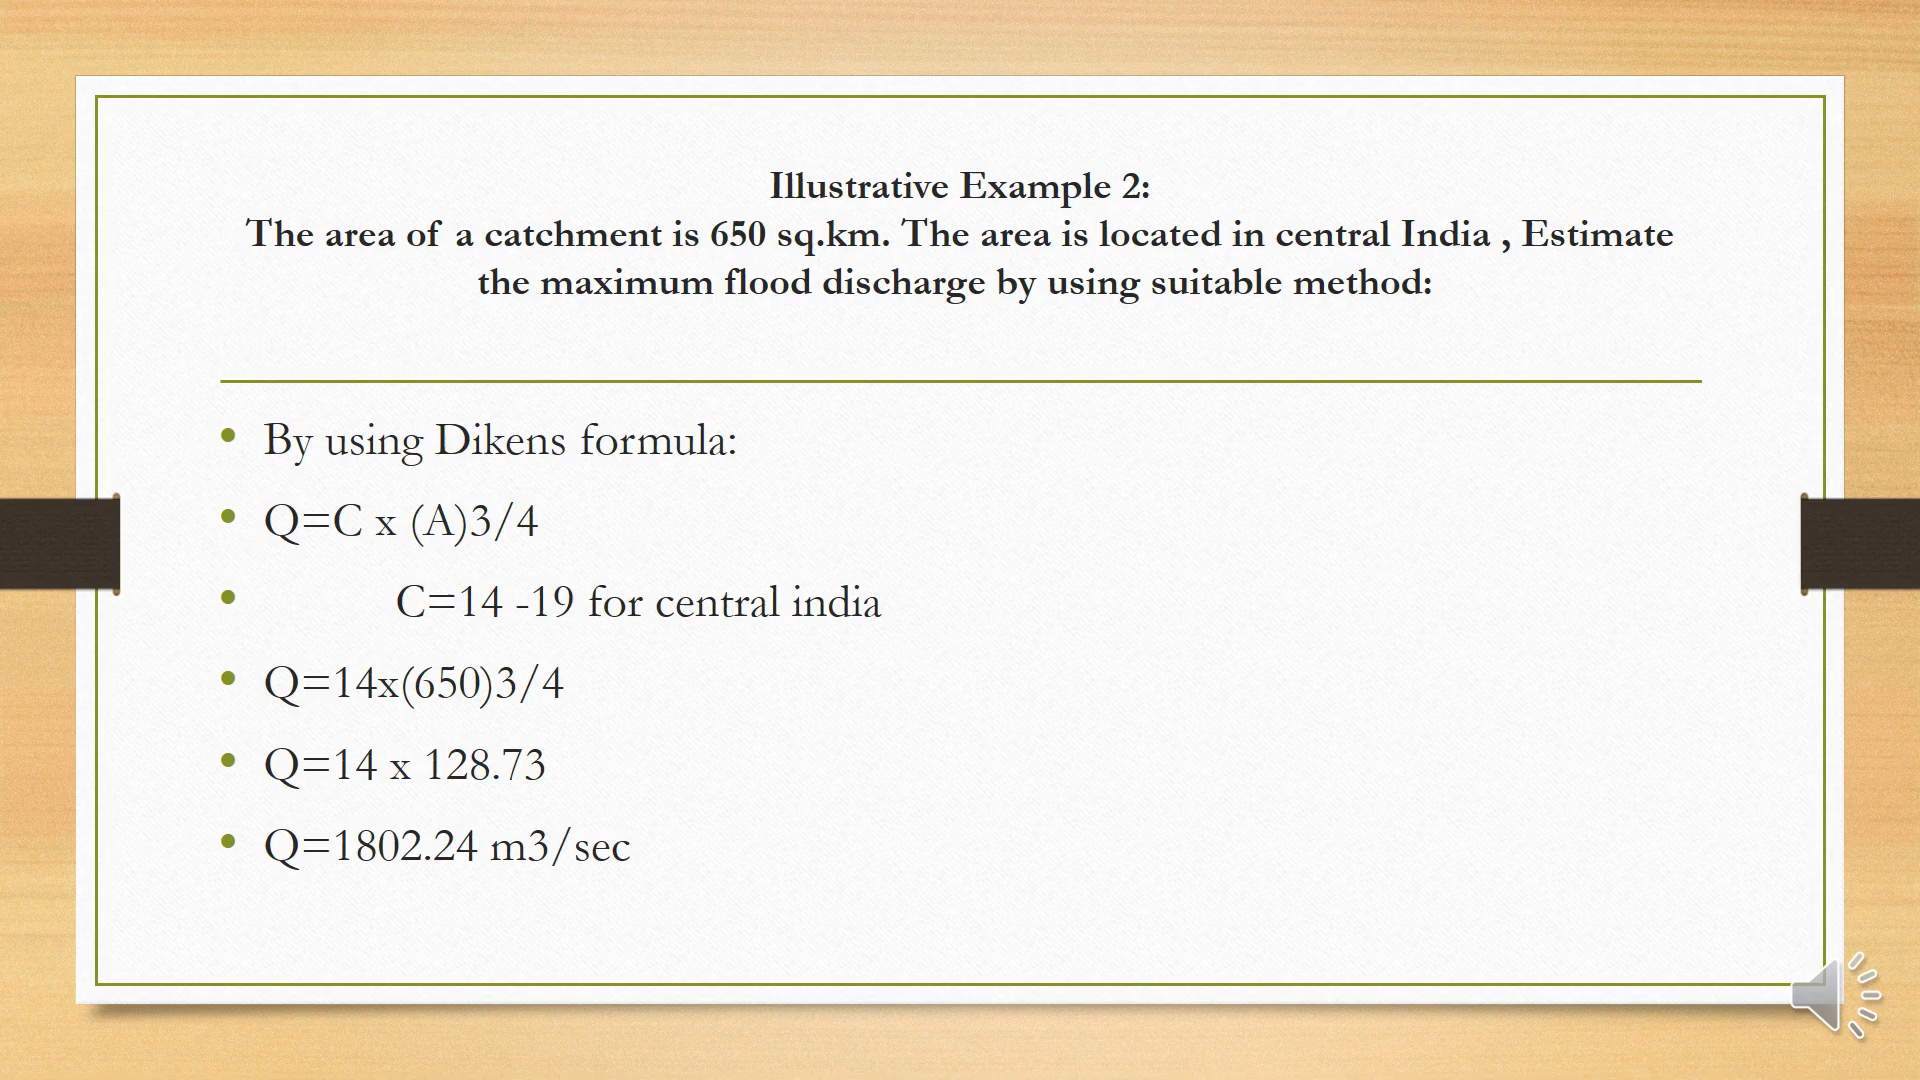 Illustrative Example 2:
The area of a catchment is 650 sq.km. The area is located in central India , Estimate
the maximum flood discharge by using suitable method:
• By using Dikens formula:
• Q=C x (A)3/4
• C=14 -19 for central india
• Q=14x(650)3/4
• Q=14 x 128.73
• Q=1802.24 m3/sec